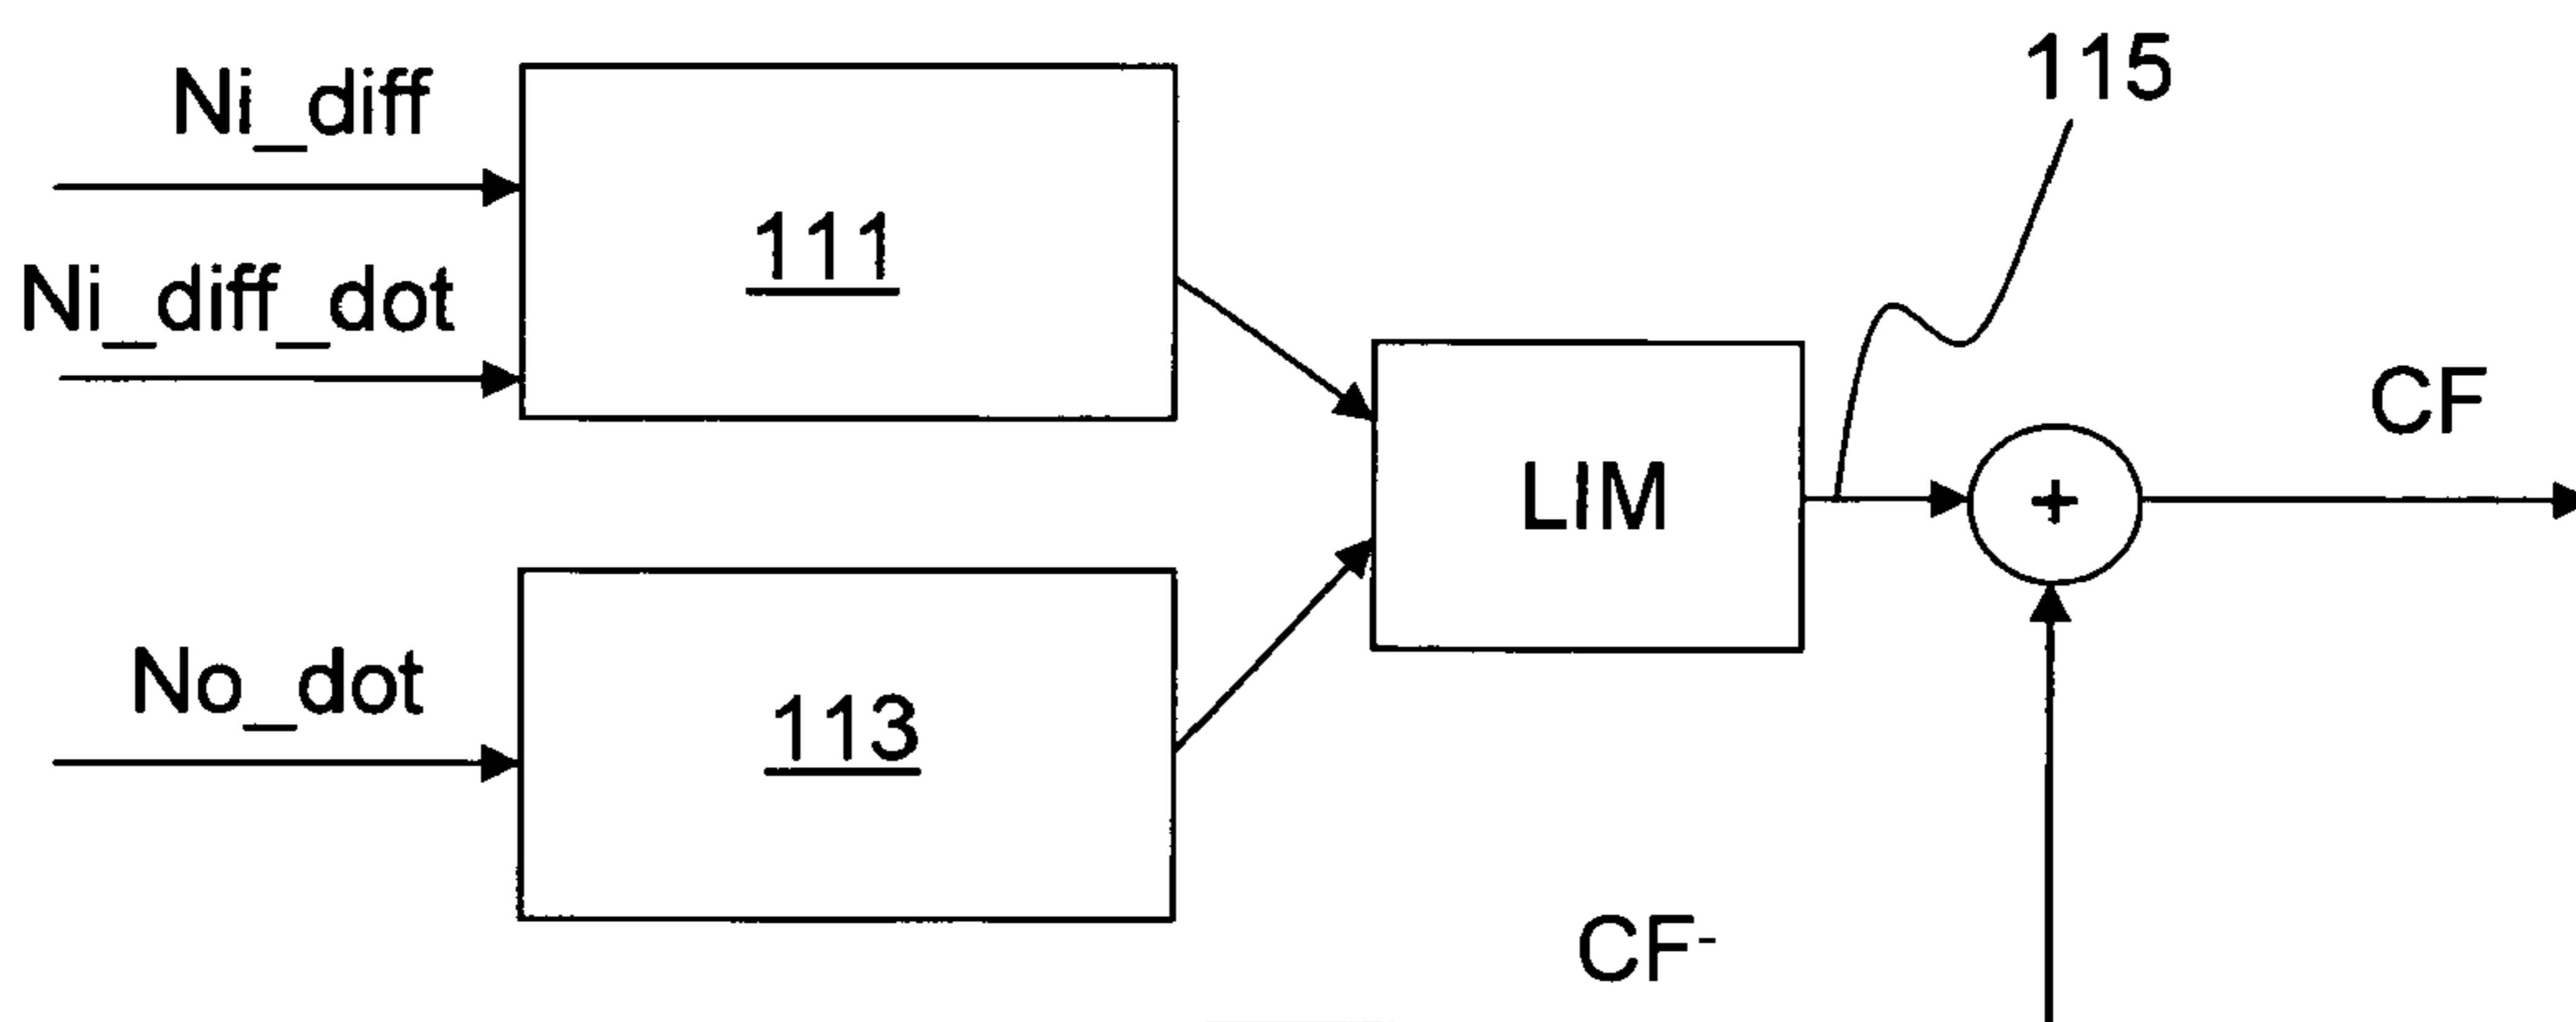 Ni_diff
Ni_diff_dot
111
115
CF
LIM
+
No_dot
113
CF-